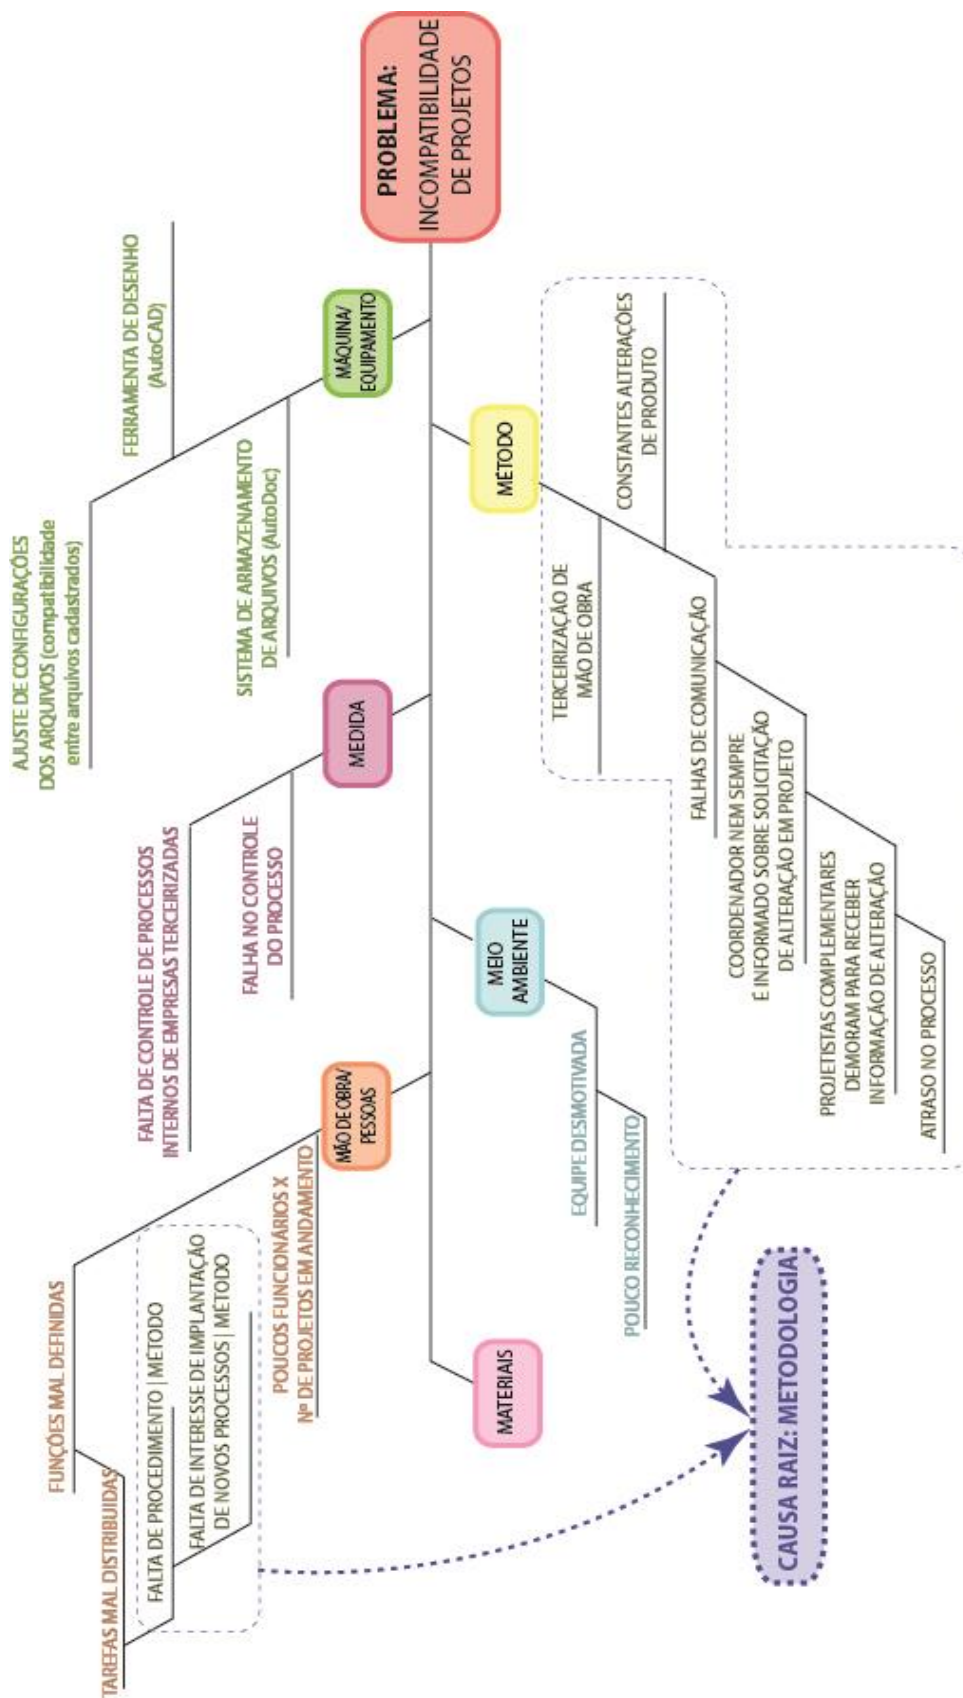 FUNÇÕES MAL DEFINIDAS
TAREFAS MAL DISTRIBUIDAS
FALTA DE PROCEDIMENTO | MÉTODO
FALTA DE INTERESSE DE IMPLANTAÇÃO
DE NOVOS PROCESSOS | MÉTODO
POUCOS FUNCIONÁRIOS X
Nº DE PROJETOS EM ANDAMENTO
MÃO DE OBRA/
PESSOAS
FALTA DE CONTROLE DE PROCESSOS
INTERNOS DE EMPRESAS TERCEIRIZADAS
FALHA NO CONTROLE
DO PROCESSO
MEDIDA
AJUSTE DE CONFIGURAÇÕES
DOS ARQUIVOS (compatibilidade
entre arquivos cadastrados)
FERRAMENTA DE DESENHO
(AutoCAD)
SISTEMA DE ARMAZENAMENTO
DE ARQUIVOS (AutoDoc)
MÁQUINA/
EQUIPAMENTO
PROBLEMA:
INCOMPATIBILIDADE
DE PROJETOS
MATERIAIS
MEIO
AMBIENTE
EQUIPE DESMOTIVADA
POUCO RECONHECIMENTO
MÉTODO
TERCEIRIZAÇÃO DE
MÃO DE OBRA
CONSTANTES ALTERAÇÕES
DE PRODUTO
FALHAS DE COMUNICAÇÃO
COORDENADOR NEM SEMPRE
É INFORMADO SOBRE SOLICITAÇÃO
DE ALTERAÇÃO EM PROJETO
PROJETISTAS COMPLEMENTARES
DEMORAM PARA RECEBER
INFORMAÇÃO DE ALTERAÇÃO
ATRASO NO PROCESSO
CAUSA RAIZ: METODOLOGIA